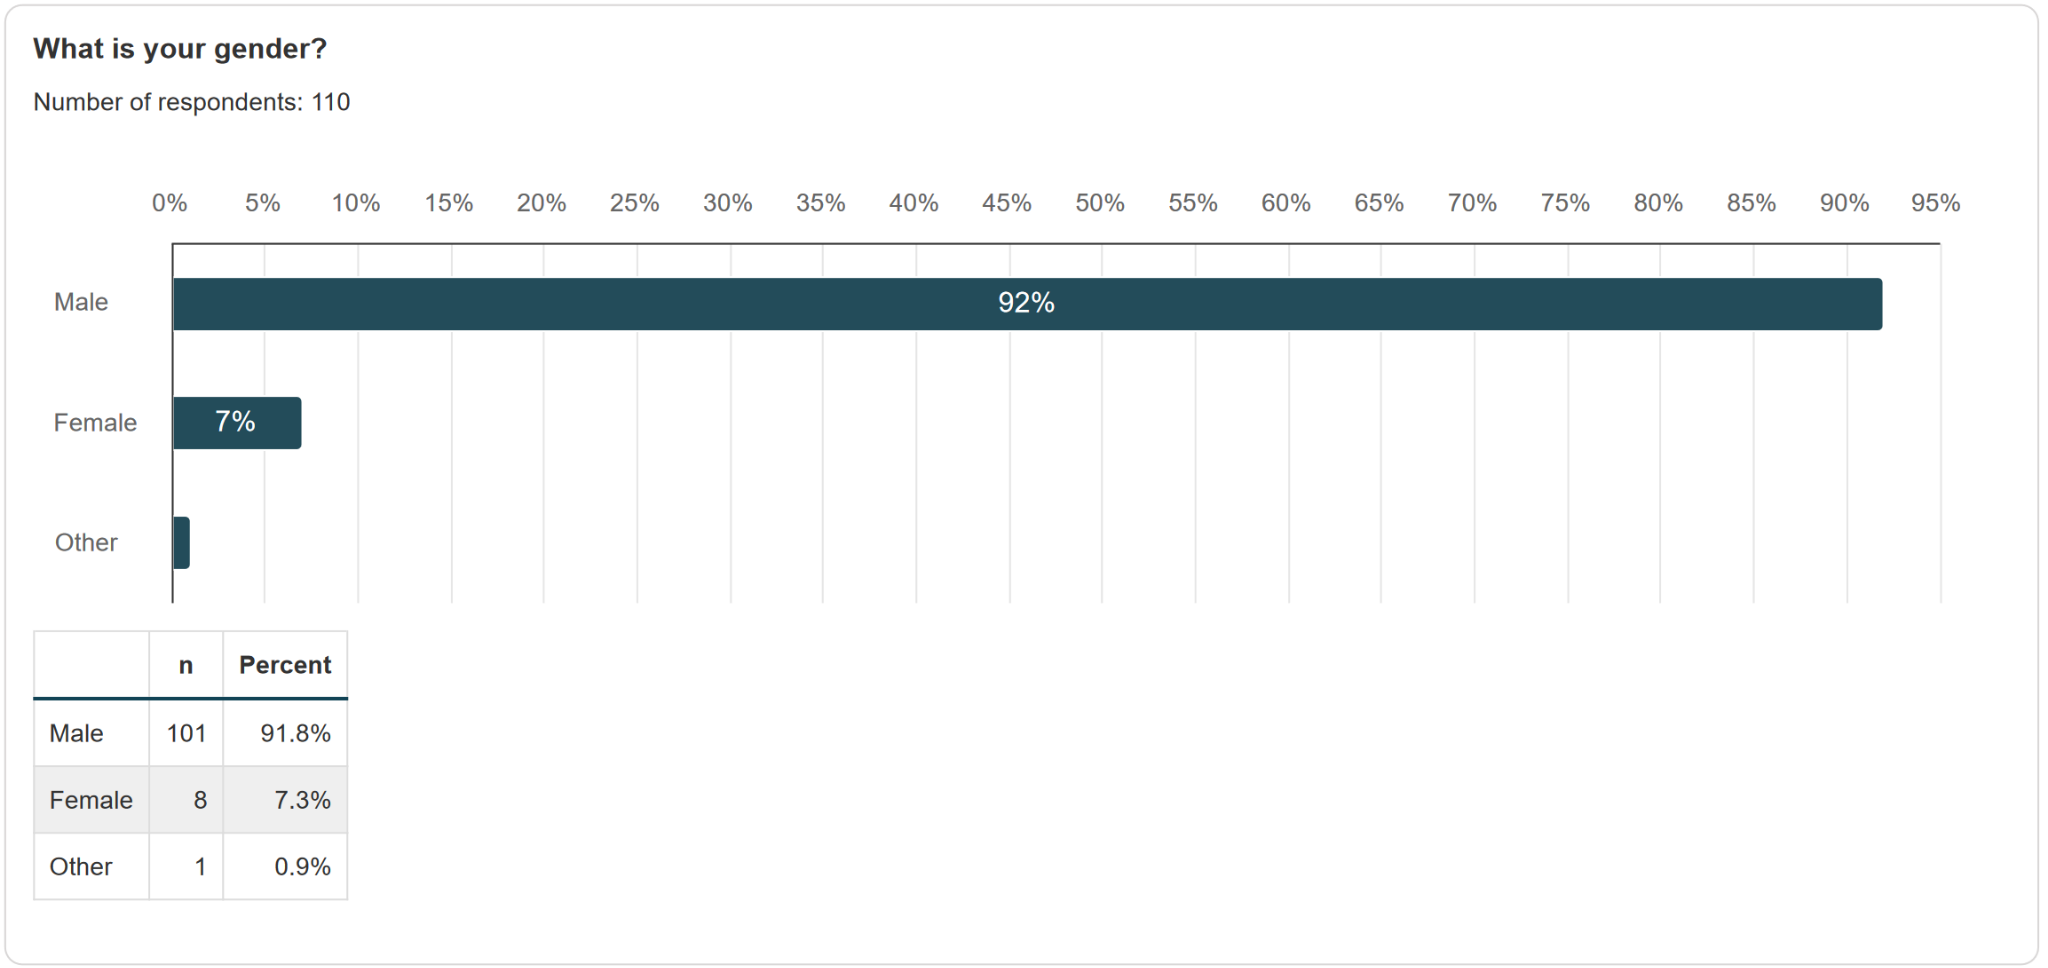 What is your gender?
Number of respondents: 110
0% 5% 10% 15% 20% 25% 30% 35% 40% 45% 50% 55% 60% 65% 70% 75% 80% 85% 90% 95%
Male 92%
Female 7%
Other
n Percent
Male 101 91.8%
Female 8 7.3%
Other 1 0.9%